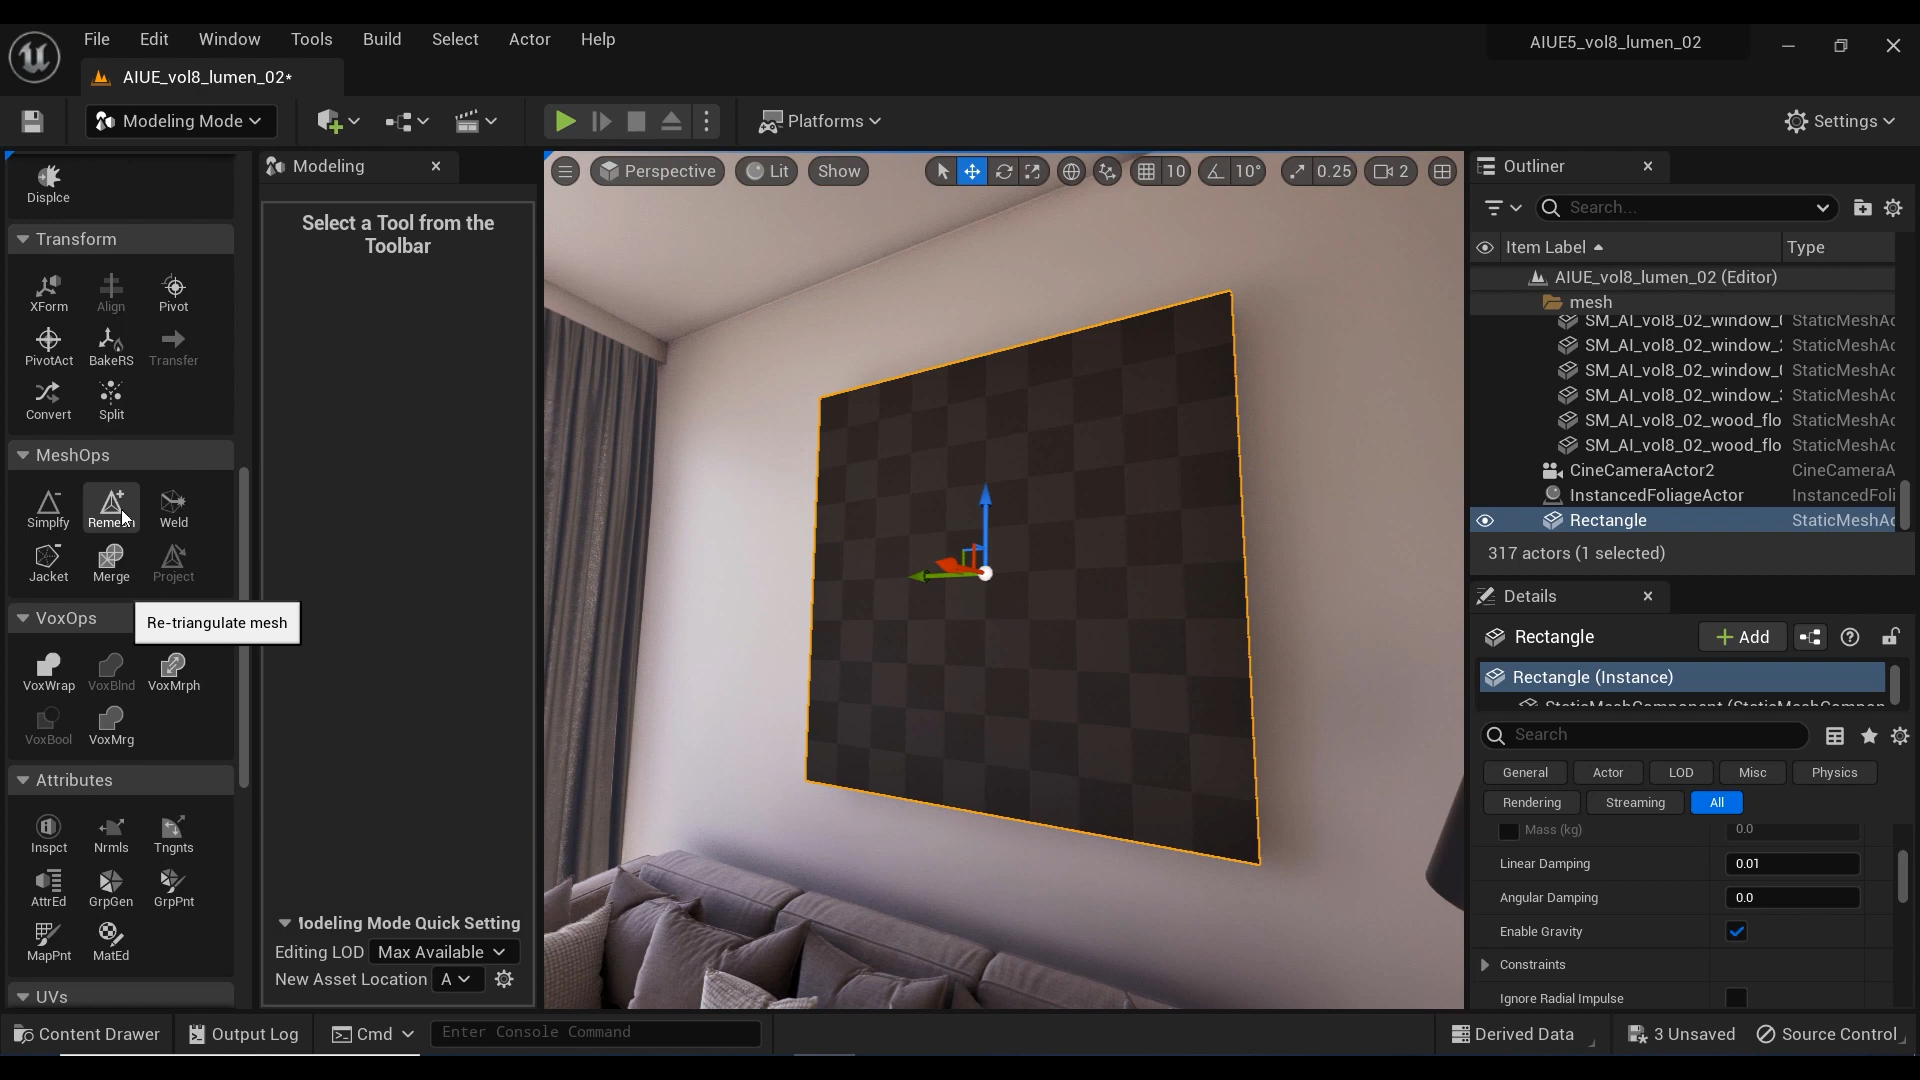 File Edit Window Tools Build Select Actor Help
AIUE5_vol8_lumen_02
AIUE_vol8_lumen_02*
Modeling Mode
Platforms
Settings
Displce
Transform
XForm Align Pivot
PivotAct BakeRS Transfer
Convert Split
MeshOps
Simplfy Remesh Weld
Jacket Merge Project
VoxOps
Re-triangulate mesh
VoxWrap VoxBlnd VoxMrph
VoxBool VoxMrg
Attributes
Inspct Nrmls Tngnts
AttrEd GrpGen GrpPnt
MapPnt MatEd
UVs
Modeling
Select a Tool from the
Toolbar
Modeling Mode Quick Setting
Editing LOD Max Available
New Asset Location A
Perspective Lit Show 10 10° 0.25 2
Outliner
Search...
Item Label Type
AIUE_vol8_lumen_02 (Editor)
mesh
SM_AI_vol8_02_window_ StaticMeshAc
SM_AI_vol8_02_window_ StaticMeshAc
SM_AI_vol8_02_window_ StaticMeshAc
SM_AI_vol8_02_window_ StaticMeshAc
SM_AI_vol8_02_wood_flo StaticMeshAc
SM_AI_vol8_02_wood_flo StaticMeshAc
CineCameraActor2 CineCameraA
InstancedFoliageActor InstancedFoli
Rectangle StaticMeshAc
317 actors (1 selected)
Details
Rectangle Add
Rectangle (Instance)
StaticMeshComponent (StaticMeshCompon
Search
General Actor LOD Misc Physics
Rendering Streaming All
Mass (kg) 0.0
Linear Damping 0.01
Angular Damping 0.0
Enable Gravity
Constraints
Ignore Radial Impulse
Content Drawer Output Log Cmd Enter Console Command Derived Data 3 Unsaved Source Control